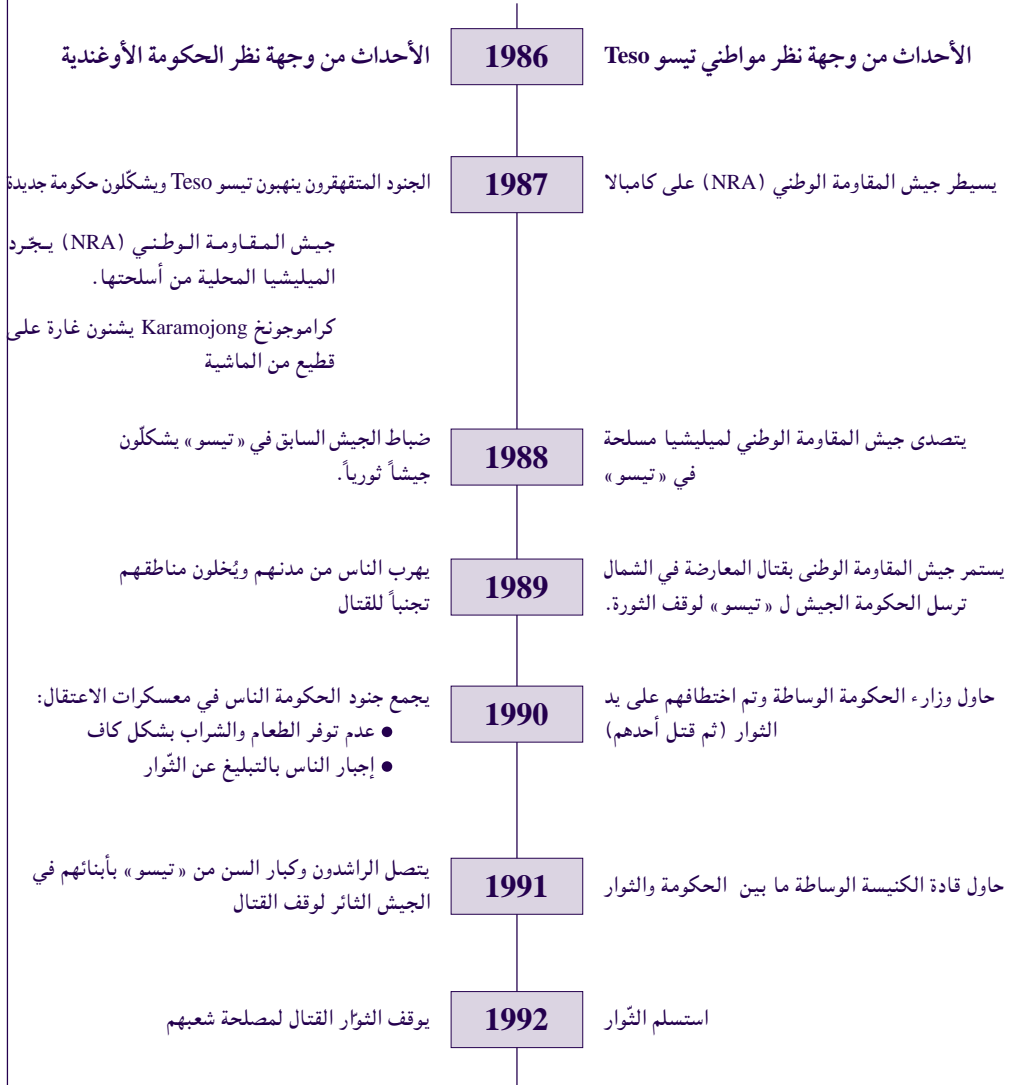 الأحداث من وجهة نظر مواطني تيسو Teso
1986
الأحداث من وجهة نظر الحكومة الأوغندية
يسيطر جيش المقاومة الوطني (NRA) على كامبالا
1987
الجنود المتقهقرون ينهبون تيسو Teso ويشكّلون حكومة جديدة
جيش المقاومة الوطني (NRA) يجّرد
الميليشيا المحلية من أسلحتها.
كراموجونخ Karamojong يشنون غارة على
قطيع من الماشية
يتصدى جيش المقاومة الوطني لميليشيا مسلحة
في «تيسو»
1988
ضباط الجيش السابق في «تيسو» يشكلّون
جيشاً ثورياً.
يستمر جيش المقاومة الوطنى بقتال المعارضة في الشمال
ترسل الحكومة الجيش ل «تيسو» لوقف الثورة.
1989
يهرب الناس من مدنهم ويُخلون مناطقهم
تجنباً للقتال
حاول وزارء الحكومة الوساطة وتم اختطافهم على يد
الثوار (ثم قتل أحدهم)
1990
يجمع جنود الحكومة الناس في معسكرات الاعتقال:
● عدم توفر الطعام والشراب بشكل كاف
● إجبار الناس بالتبليغ عن الثّوار
حاول قادة الكنيسة الوساطة ما بين الحكومة والثوار
1991
يتصل الراشدون وكبار السن من «تيسو» بأبنائهم في
الجيش الثائر لوقف القتال
استسلم الثّوار
1992
يوقف الثوّار القتال لمصلحة شعبهم